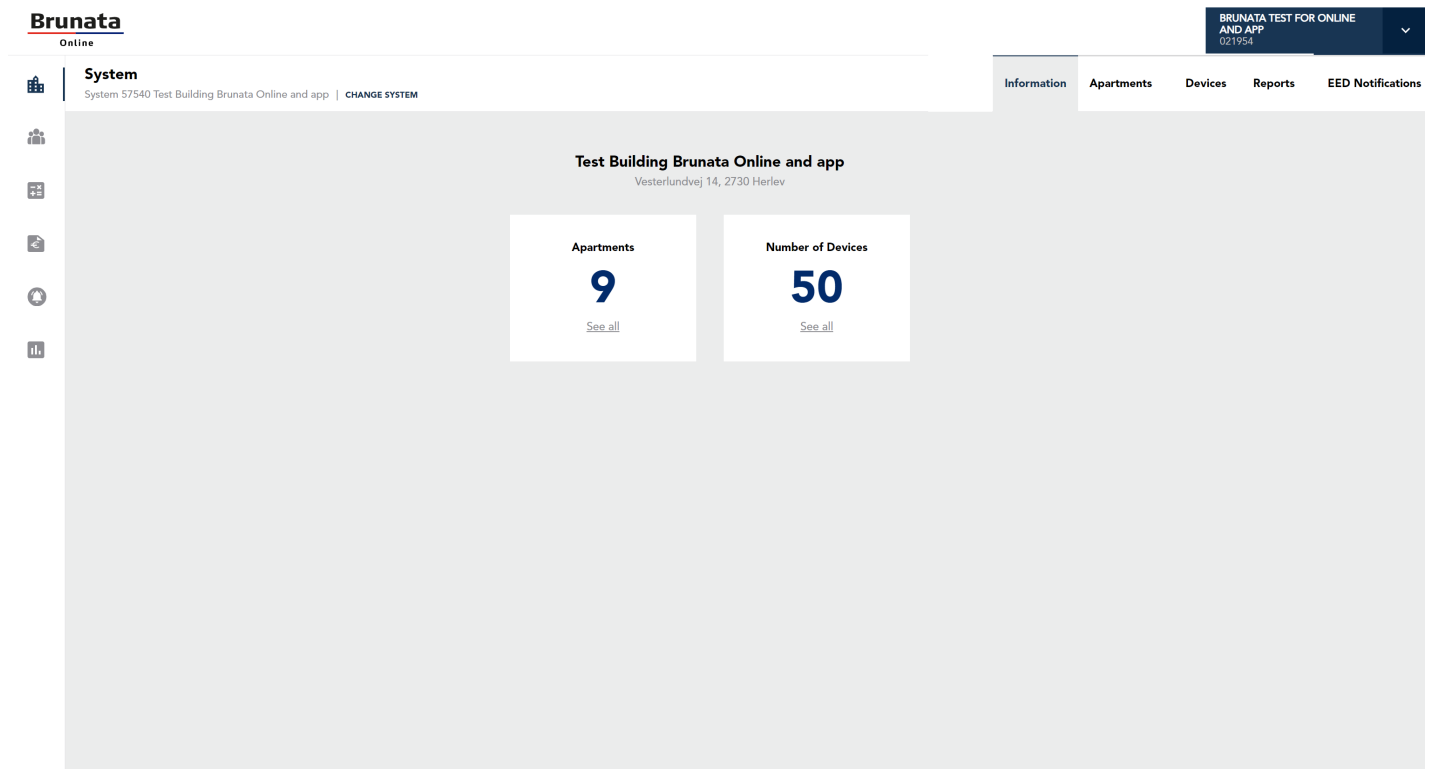 Brunata
Online
BRUNATA TEST FOR ONLINE
AND APP
021954
System
System 57540 Test Building Brunata Online and app | CHANGE SYSTEM
Information Apartments Devices Reports EED Notifications
Test Building Brunata Online and app
Vesterlundvej 14, 2730 Herlev
Apartments
9
See all
Number of Devices
50
See all